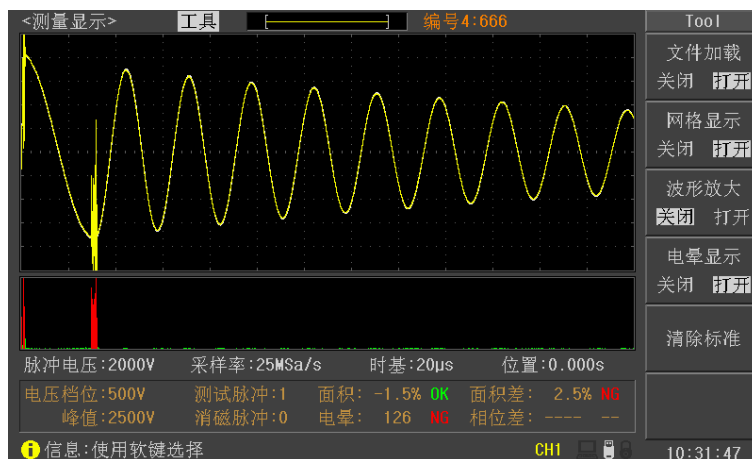 <测量显示> 工具 编号4:666 Tool
文件加载
关闭 打开
网格显示
关闭 打开
波形放大
关闭 打开
电晕显示
关闭 打开
清除标准
脉冲电压:2000V 采样率:25MSa/s 时基:20μs 位置:0.000s
电压档位:500V 测试脉冲:1 面积: -1.5% OK 面积差: 2.5% NG
峰值:2500V 消磁脉冲:0 电晕: 126 NG 相位差: ---- --
信息:使用软键选择 CH1 10:31:47